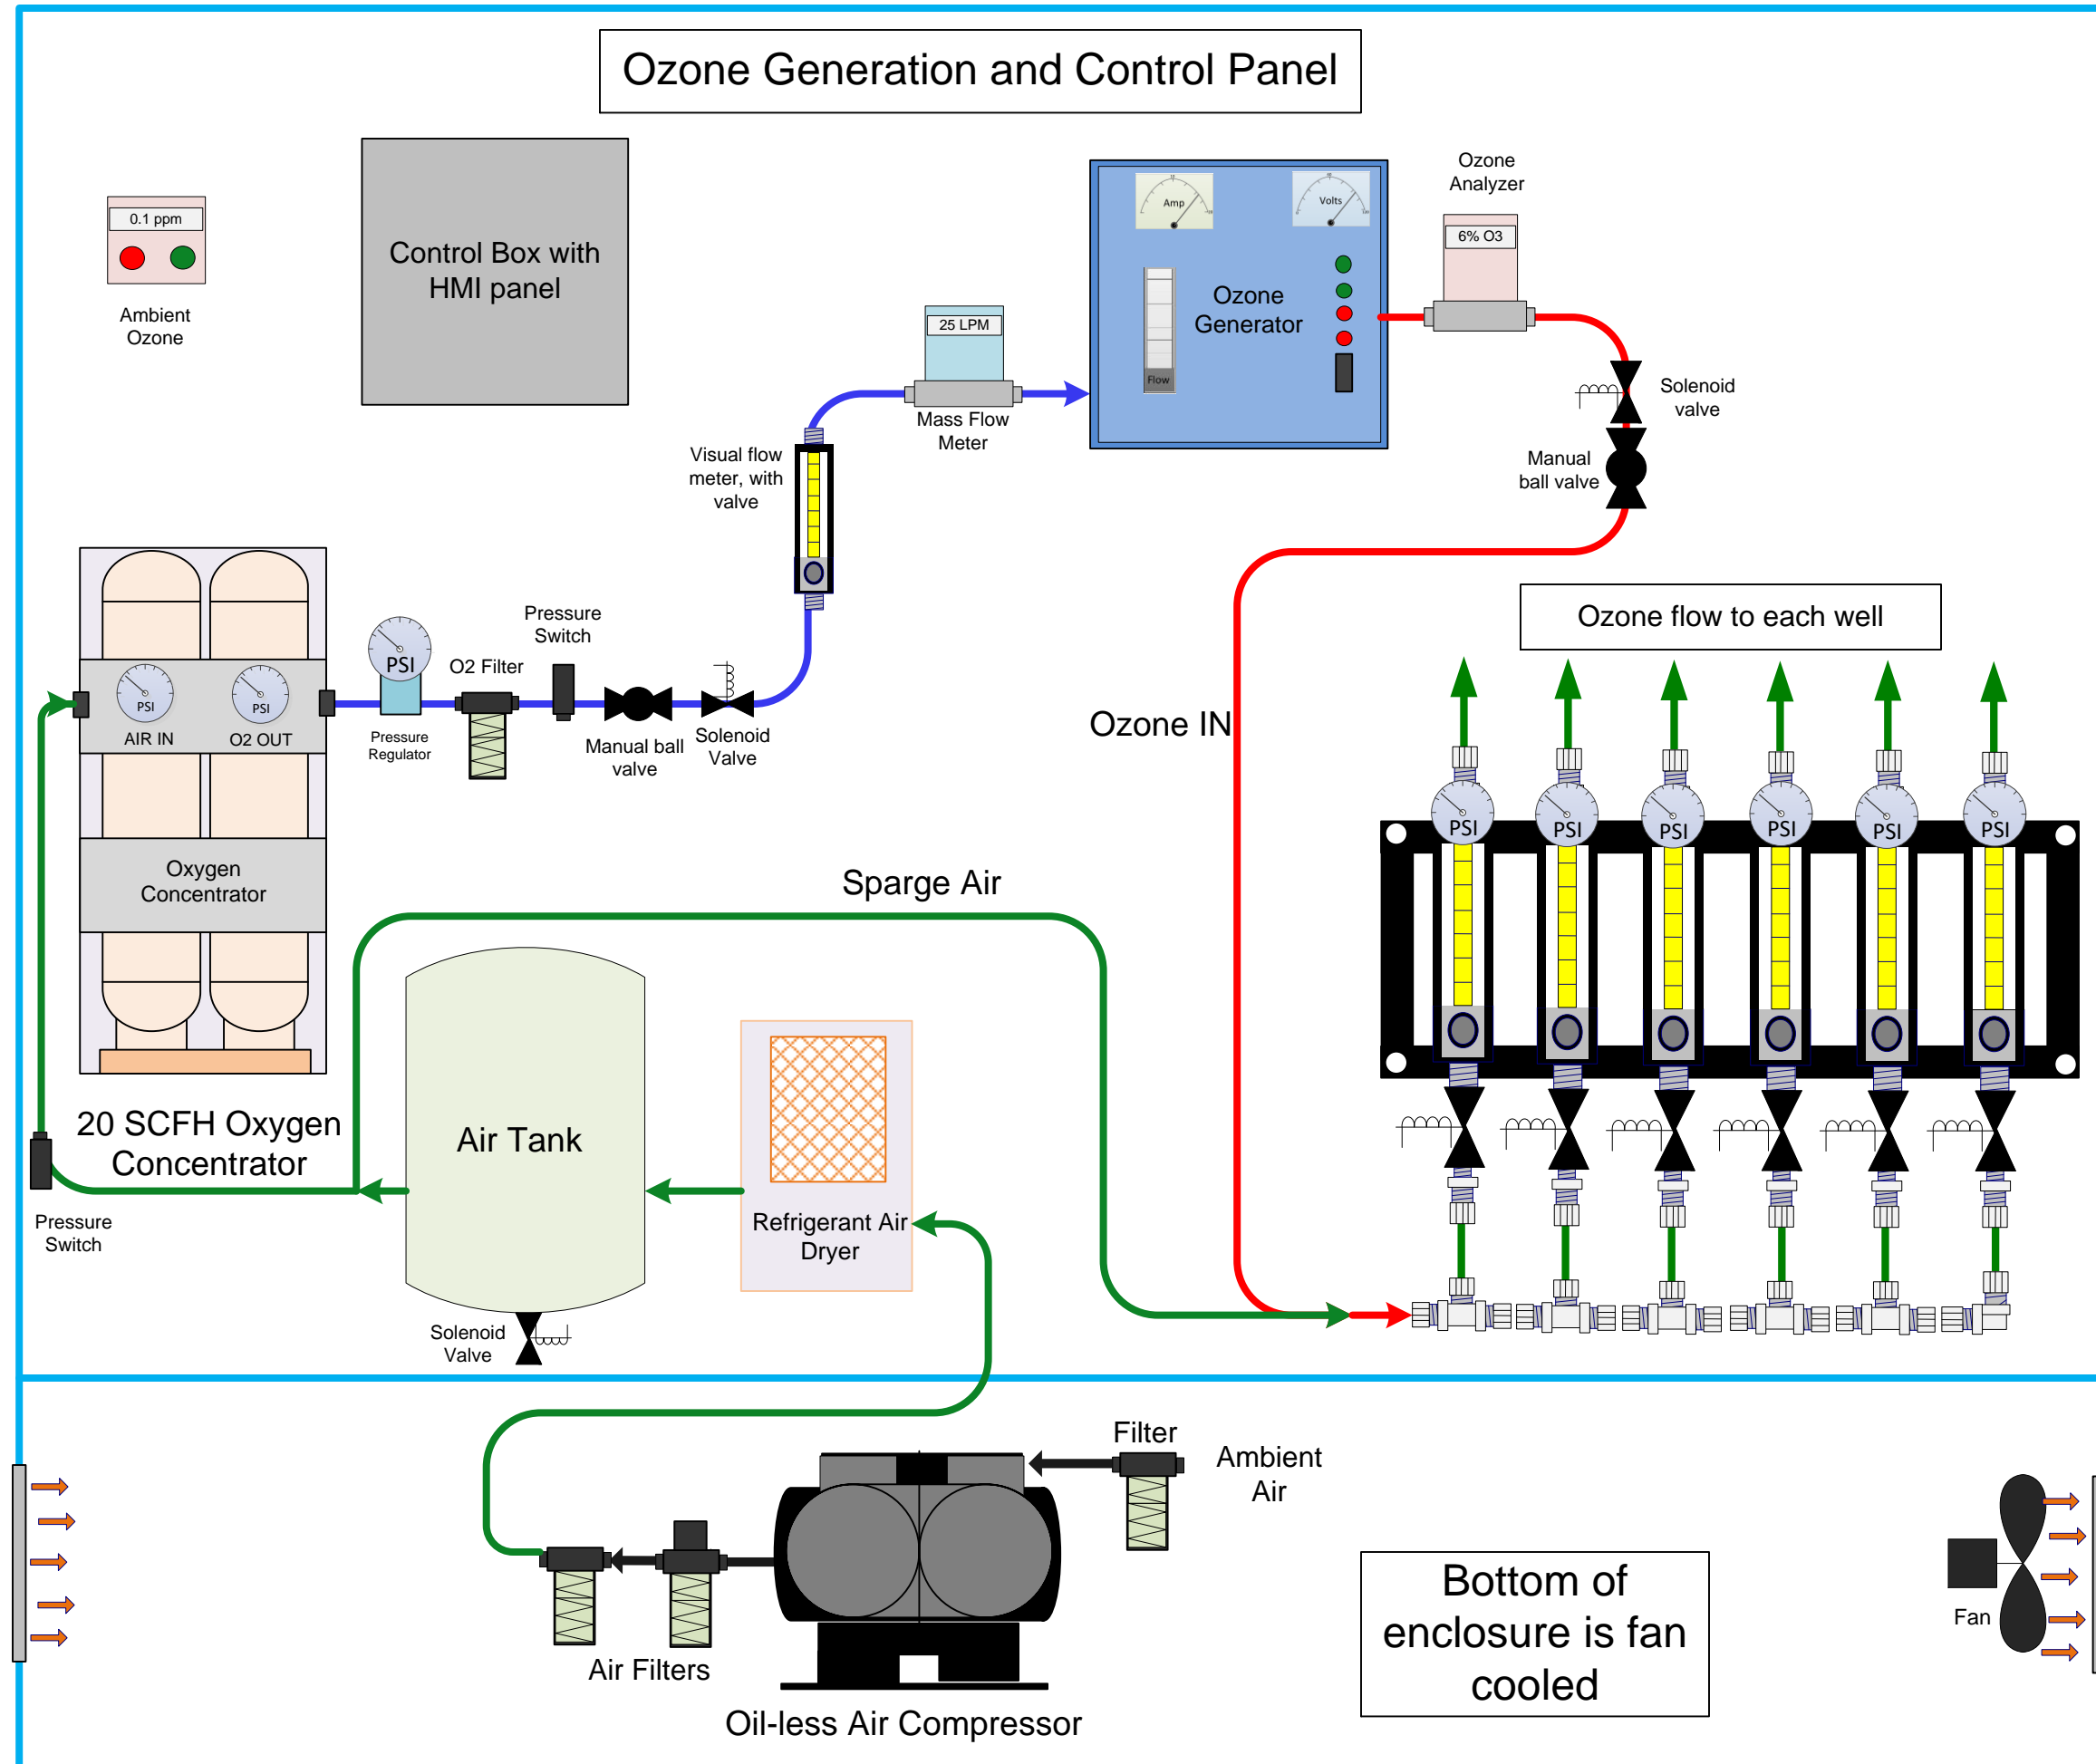 Ozone Generation and Control Panel
0.1 ppm
Ambient
Ozone
Control Box with
HMI panel
25 LPM
Mass Flow
Meter
Amp
Volts
Flow
Ozone
Generator
Ozone
Analyzer
6% O3
Solenoid
valve
Manual
ball valve
Visual flow
meter, with
valve
PSI
AIR IN
PSI
O2 OUT
Oxygen
Concentrator
PSI
Pressure
Regulator
O2 Filter
Pressure
Switch
Manual ball
valve
Solenoid
Valve
Ozone IN
Ozone flow to each well
PSI
PSI
PSI
PSI
PSI
PSI
Sparge Air
20 SCFH Oxygen
Concentrator
Pressure
Switch
Air Tank
Solenoid
Valve
Refrigerant Air
Dryer
Filter
Ambient
Air
Air Filters
Oil-less Air Compressor
Bottom of
enclosure is fan
cooled
Fan